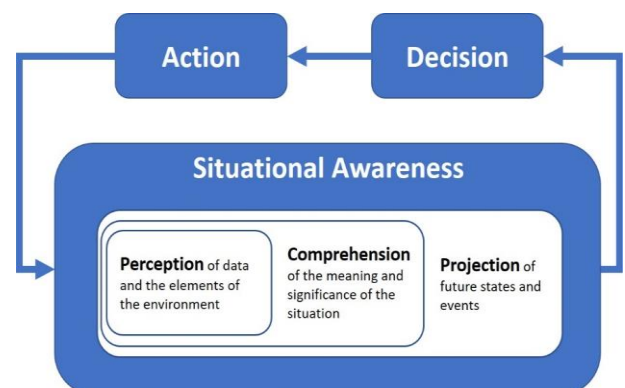 Action
Decision
Situational Awareness
Perception of data
and the elements of
the environment
Comprehension
of the meaning and
significance of the
situation
Projection of
future states and
events